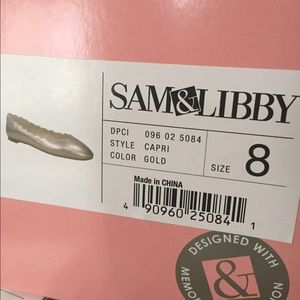 SAM&LIBBY
DPCI 096 02 5084
STYLE CAPRI
COLOR GOLD
SIZE 8
Made in CHINA
4 90960 25084 1
DESIGNED WITH
&